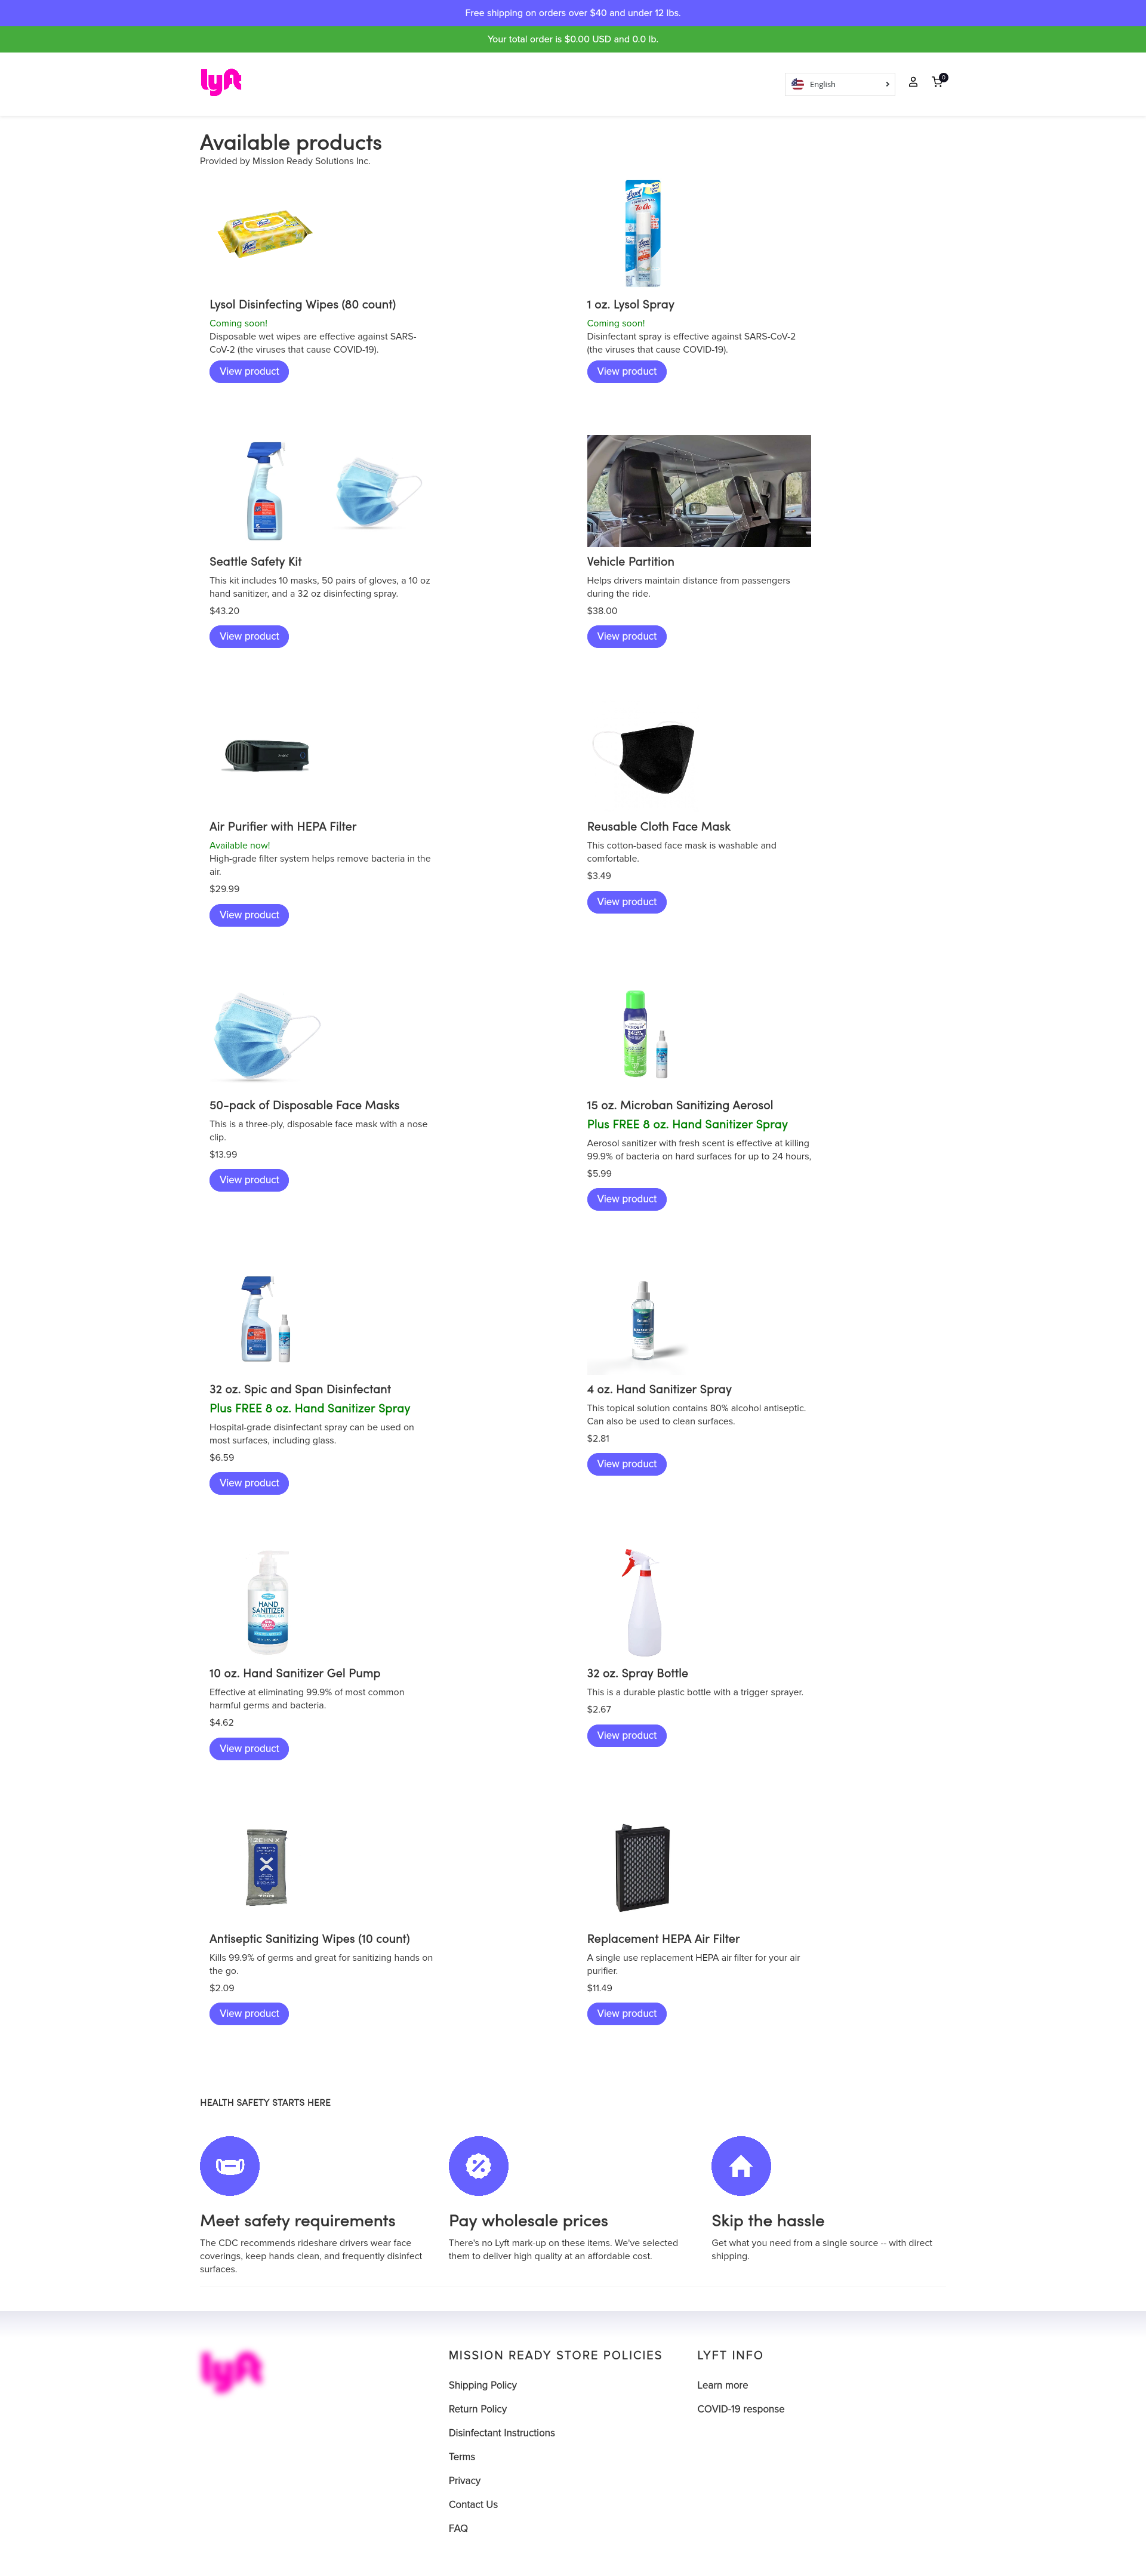 Free shipping on orders over $40 and under 12 lbs.
Your total order is $0.00 USD and 0.0 lb.
lyft
English
0
Available products
Provided by Mission Ready Solutions Inc.
Lysol Disinfecting Wipes (80 count)
Coming soon!
Disposable wet wipes are effective against SARS-
CoV-2 (the viruses that cause COVID-19).
View product
1 oz. Lysol Spray
Coming soon!
Disinfectant spray is effective against SARS-CoV-2
(the viruses that cause COVID-19).
View product
Seattle Safety Kit
This kit includes 10 masks, 50 pairs of gloves, a 10 oz
hand sanitizer, and a 32 oz disinfecting spray.
$43.20
View product
Vehicle Partition
Helps drivers maintain distance from passengers
during the ride.
$38.00
View product
Air Purifier with HEPA Filter
Available now!
High-grade filter system helps remove bacteria in the
air.
$29.99
View product
Reusable Cloth Face Mask
This cotton-based face mask is washable and
comfortable.
$3.49
View product
50-pack of Disposable Face Masks
This is a three-ply, disposable face mask with a nose
clip.
$13.99
View product
15 oz. Microban Sanitizing Aerosol
Plus FREE 8 oz. Hand Sanitizer Spray
Aerosol sanitizer with fresh scent is effective at killing
99.9% of bacteria on hard surfaces for up to 24 hours,
$5.99
View product
32 oz. Spic and Span Disinfectant
Plus FREE 8 oz. Hand Sanitizer Spray
Hospital-grade disinfectant spray can be used on
most surfaces, including glass.
$6.59
View product
4 oz. Hand Sanitizer Spray
This topical solution contains 80% alcohol antiseptic.
Can also be used to clean surfaces.
$2.81
View product
HAND
SANITIZER
10 oz. Hand Sanitizer Gel Pump
Effective at eliminating 99.9% of most common
harmful germs and bacteria.
$4.62
View product
32 oz. Spray Bottle
This is a durable plastic bottle with a trigger sprayer.
$2.67
View product
Antiseptic Sanitizing Wipes (10 count)
Kills 99.9% of germs and great for sanitizing hands on
the go.
$2.09
View product
Replacement HEPA Air Filter
A single use replacement HEPA air filter for your air
purifier.
$11.49
View product
HEALTH SAFETY STARTS HERE
Meet safety requirements
The CDC recommends rideshare drivers wear face
coverings, keep hands clean, and frequently disinfect
surfaces.
Pay wholesale prices
There's no Lyft mark-up on these items. We've selected
them to deliver high quality at an affordable cost.
Skip the hassle
Get what you need from a single source -- with direct
shipping.
lyft
MISSION READY STORE POLICIES
Shipping Policy
Return Policy
Disinfectant Instructions
Terms
Privacy
Contact Us
FAQ
LYFT INFO
Learn more
COVID-19 response